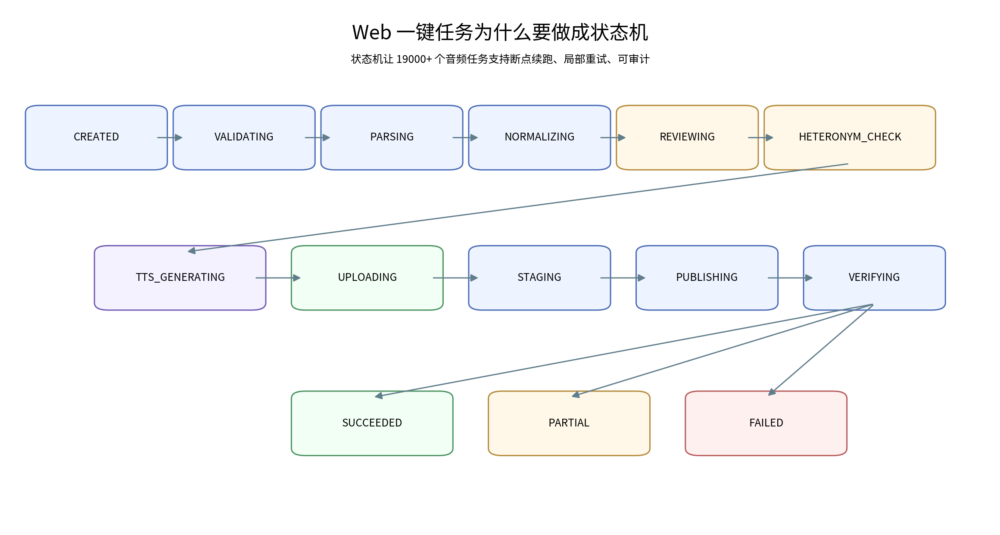 Web 一键任务为什么要做成状态机
状态机让 19000+ 个音频任务支持断点续跑、局部重试、可审计
CREATED
VALIDATING
PARSING
NORMALIZING
REVIEWING
HETERONYM_CHECK
TTS_GENERATING
UPLOADING
STAGING
PUBLISHING
VERIFYING
SUCCEEDED
PARTIAL
FAILED